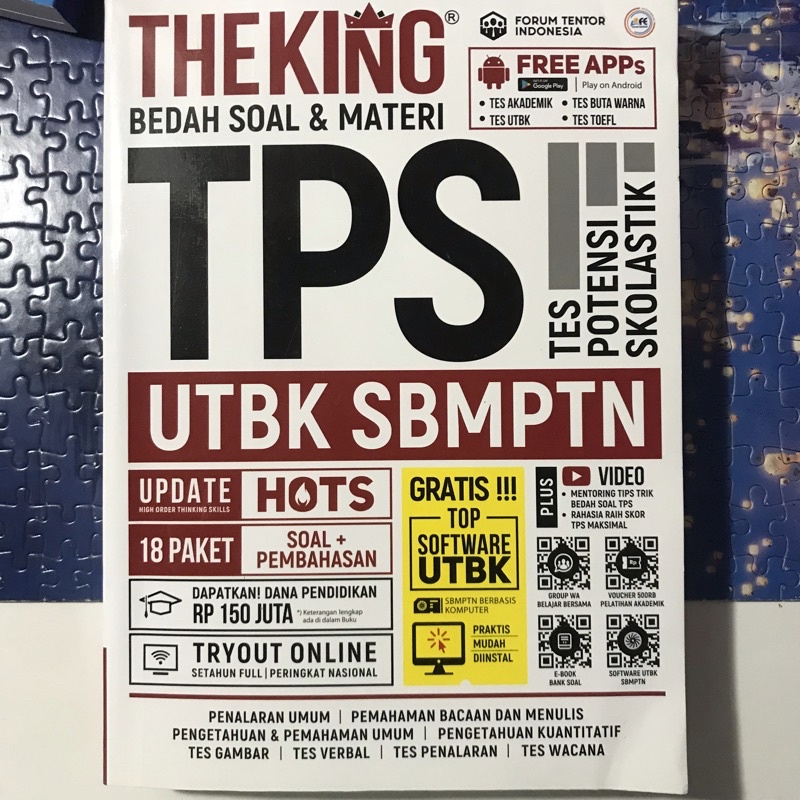 THE KING®
FORUM TENTOR
INDONESIA
FREE APPs
GET IT ON
Google Play
Play on Android
• TES AKADEMIK • TES BUTA WARNA
• TES UTBK • TES TOEFL
BEDAH SOAL & MATERI
TPS
TES
POTENSI
SKOLASTIK
UTBK SBMPTN
UPDATE
HIGH ORDER THINKING SKILLS
HOTS
18 PAKET
SOAL +
PEMBAHASAN
DAPATKAN! DANA PENDIDIKAN
RP 150 JUTA
*) Keterangan lengkap
ada di dalam Buku
TRYOUT ONLINE
SETAHUN FULL | PERINGKAT NASIONAL
GRATIS !!!
TOP
SOFTWARE
UTBK
SBMPTN BERBASIS
KOMPUTER
PRAKTIS
MUDAH
DIINSTAL
PLUS
VIDEO
• MENTORING TIPS TRIK
BEDAH SOAL TPS
• RAHASIA RAIH SKOR
TPS MAKSIMAL
GROUP WA
BELAJAR BERSAMA
VOUCHER 500RB
PELATIHAN AKADEMIK
E-BOOK
BANK SOAL
SOFTWARE UTBK
SBMPTN
PENALARAN UMUM | PEMAHAMAN BACAAN DAN MENULIS
PENGETAHUAN & PEMAHAMAN UMUM | PENGETAHUAN KUANTITATIF
TES GAMBAR | TES VERBAL | TES PENALARAN | TES WACANA